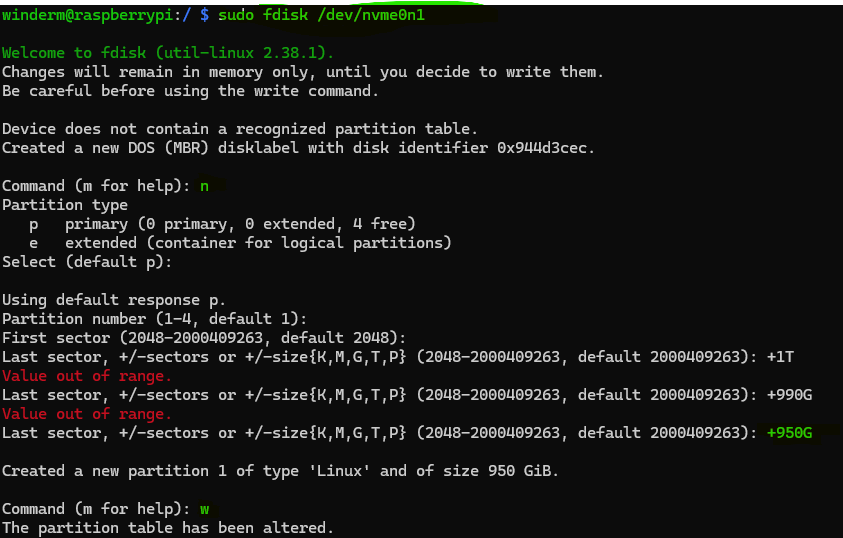 winderm@raspberrypi:/ $ sudo fdisk /dev/nvme0n1
Welcome to fdisk (util-linux 2.38.1).
Changes will remain in memory only, until you decide to write them.
Be careful before using the write command.
Device does not contain a recognized partition table.
Created a new DOS (MBR) disklabel with disk identifier 0x944d3cec.
Command (m for help): n
Partition type
p   primary (0 primary, 0 extended, 4 free)
e   extended (container for logical partitions)
Select (default p):
Using default response p.
Partition number (1-4, default 1):
First sector (2048-2000409263, default 2048):
Last sector, +/-sectors or +/-size{K,M,G,T,P} (2048-2000409263, default 2000409263): +1T
Value out of range.
Last sector, +/-sectors or +/-size{K,M,G,T,P} (2048-2000409263, default 2000409263): +990G
Value out of range.
Last sector, +/-sectors or +/-size{K,M,G,T,P} (2048-2000409263, default 2000409263): +950G
Created a new partition 1 of type 'Linux' and of size 950 GiB.
Command (m for help): w
The partition table has been altered.